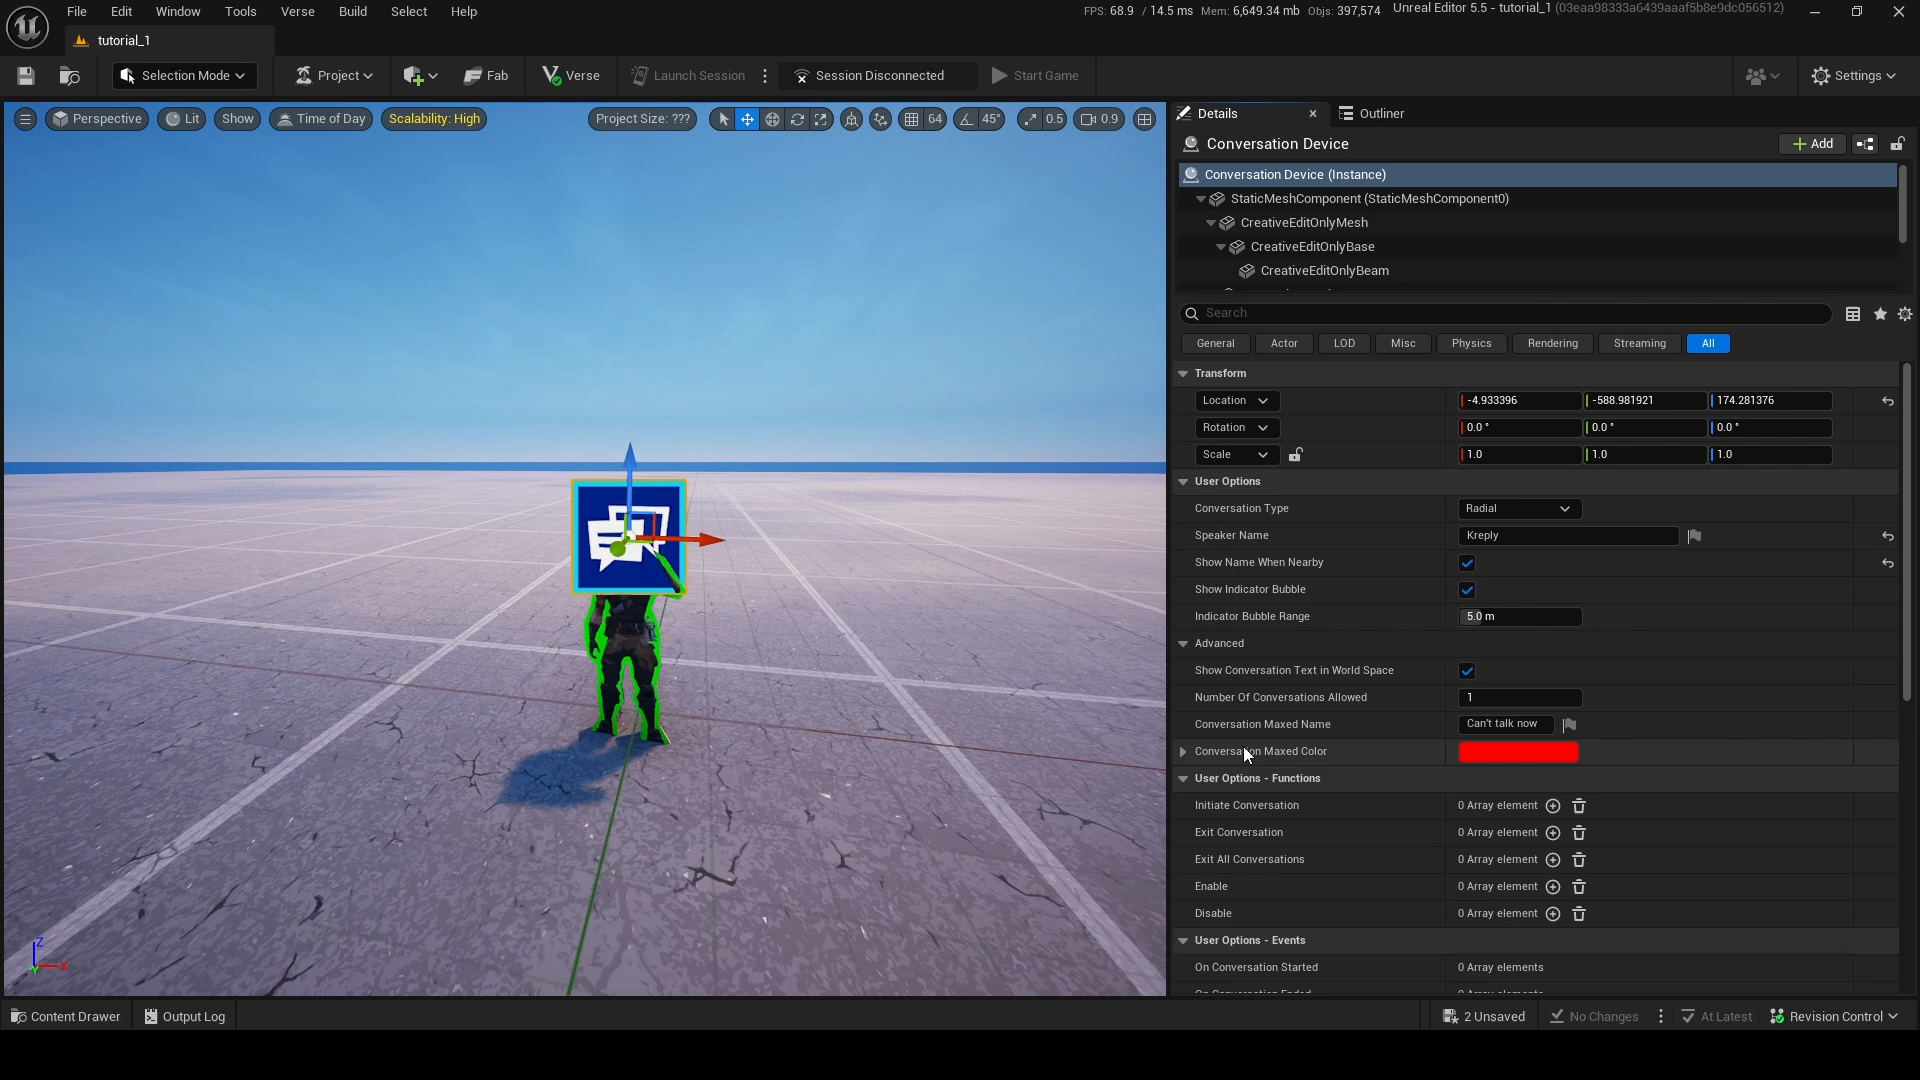 File Edit Window Tools Verse Build Select Help
FPS: 68.9 / 14.5 ms Mem: 6,649.34 mb Objs: 397,574 Unreal Editor 5.5 - tutorial_1 (03eaa98333a6439aaaf5b8e9dc056512)
tutorial_1
Selection Mode Project Fab Verse Launch Session Session Disconnected Start Game Settings
Perspective Lit Show Time of Day Scalability: High Project Size: ??? 64 45° 0.5 0.9
Details Outliner
Conversation Device Add
Conversation Device (Instance)
StaticMeshComponent (StaticMeshComponent0)
CreativeEditOnlyMesh
CreativeEditOnlyBase
CreativeEditOnlyBeam
Search
General Actor LOD Misc Physics Rendering Streaming All
Transform
Location -4.933396 -588.981921 174.281376
Rotation 0.0 ° 0.0 ° 0.0 °
Scale 1.0 1.0 1.0
User Options
Conversation Type Radial
Speaker Name Kreply
Show Name When Nearby
Show Indicator Bubble
Indicator Bubble Range 5.0 m
Advanced
Show Conversation Text in World Space
Number Of Conversations Allowed 1
Conversation Maxed Name Can't talk now
Conversation Maxed Color
User Options - Functions
Initiate Conversation 0 Array element
Exit Conversation 0 Array element
Exit All Conversations 0 Array element
Enable 0 Array element
Disable 0 Array element
User Options - Events
On Conversation Started 0 Array elements
Z
X
Y
Content Drawer Output Log 2 Unsaved No Changes At Latest Revision Control